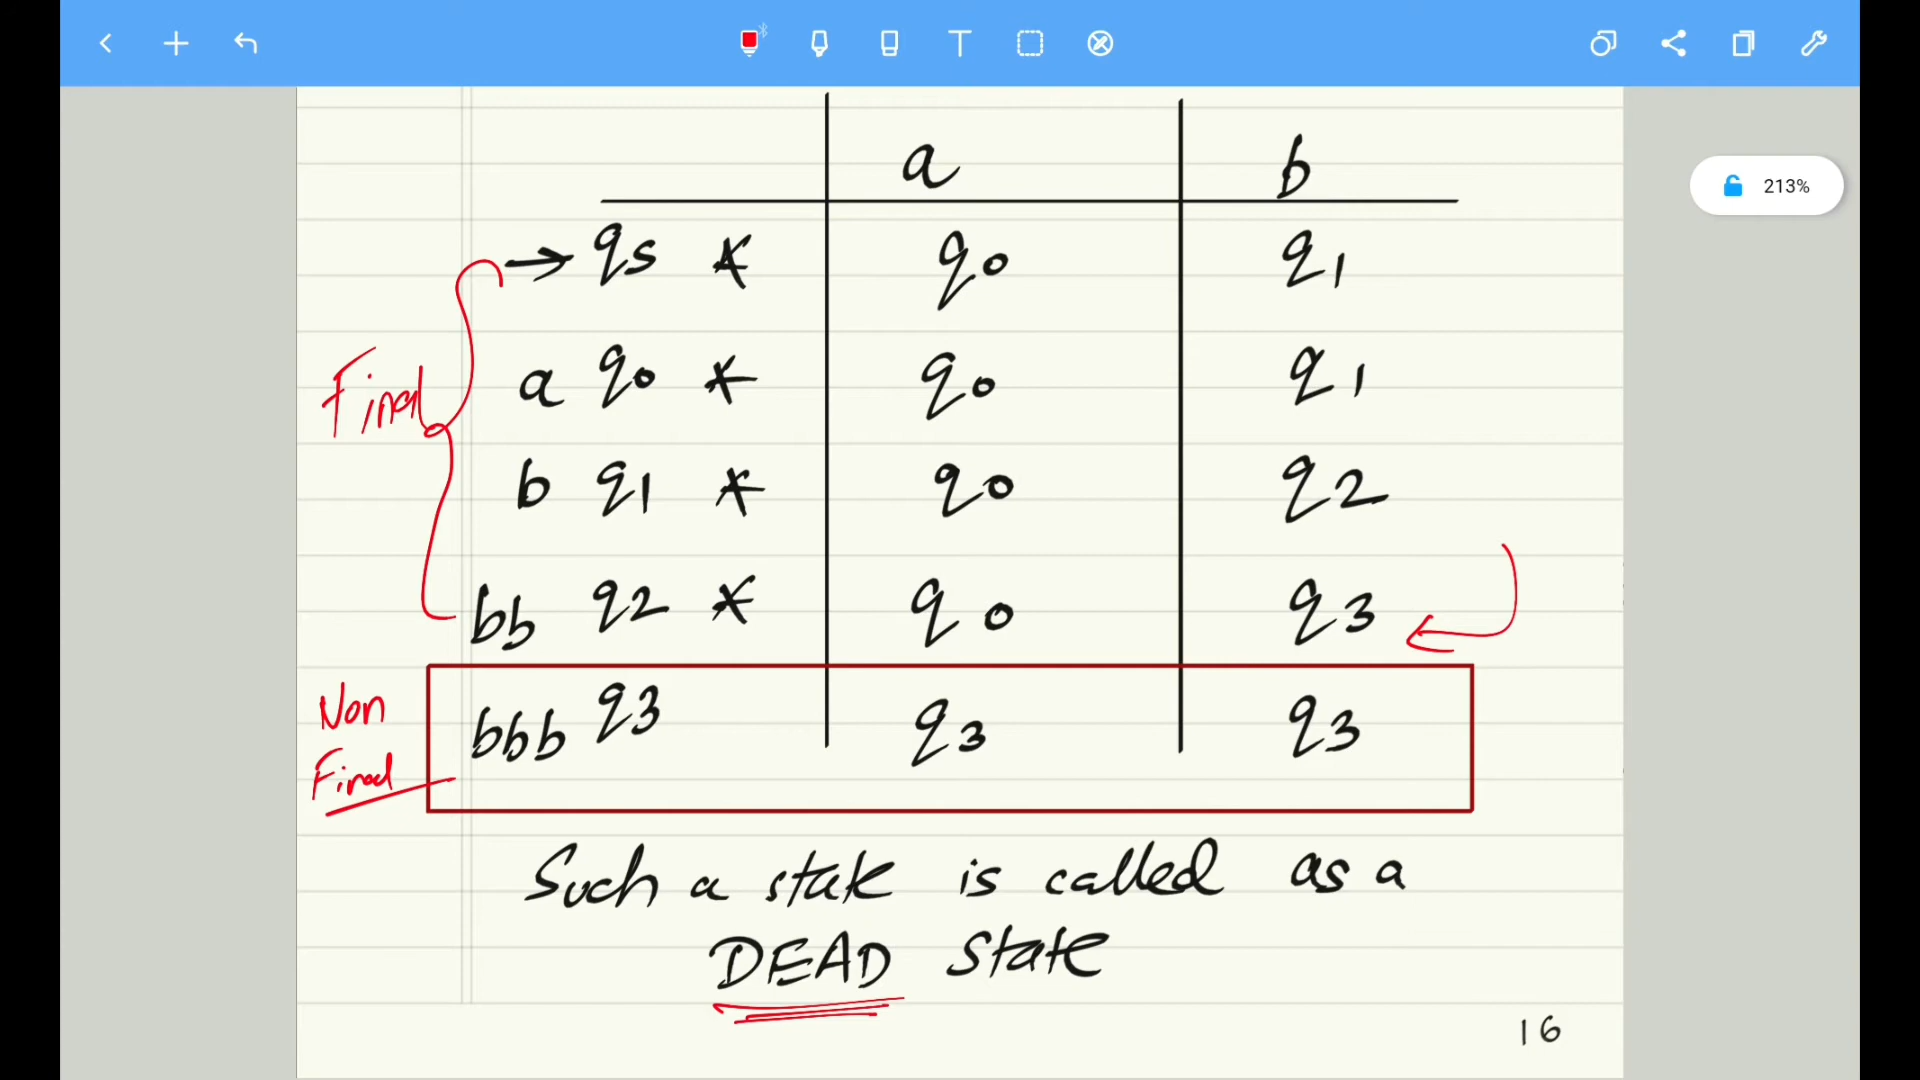 213%
a b
→ qs * q0 q1
a q0 * q0 q1
b q1 * q0 q2
bb q2 * q0 q3
bbb q3 q3 q3
Final
Non
Final
Such a state is called as a
DEAD state
16